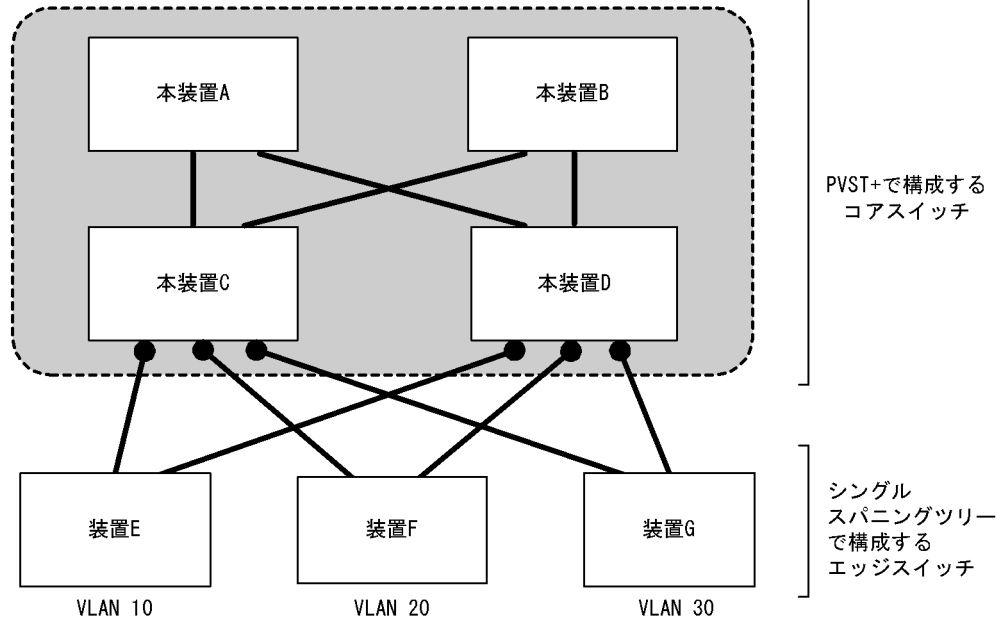 本装置A
本装置B
PVST+で構成する
コアスイッチ
本装置C
本装置D
装置E
装置F
装置G
シングル
スパニングツリー
で構成する
エッジスイッチ
VLAN 10
VLAN 20
VLAN 30